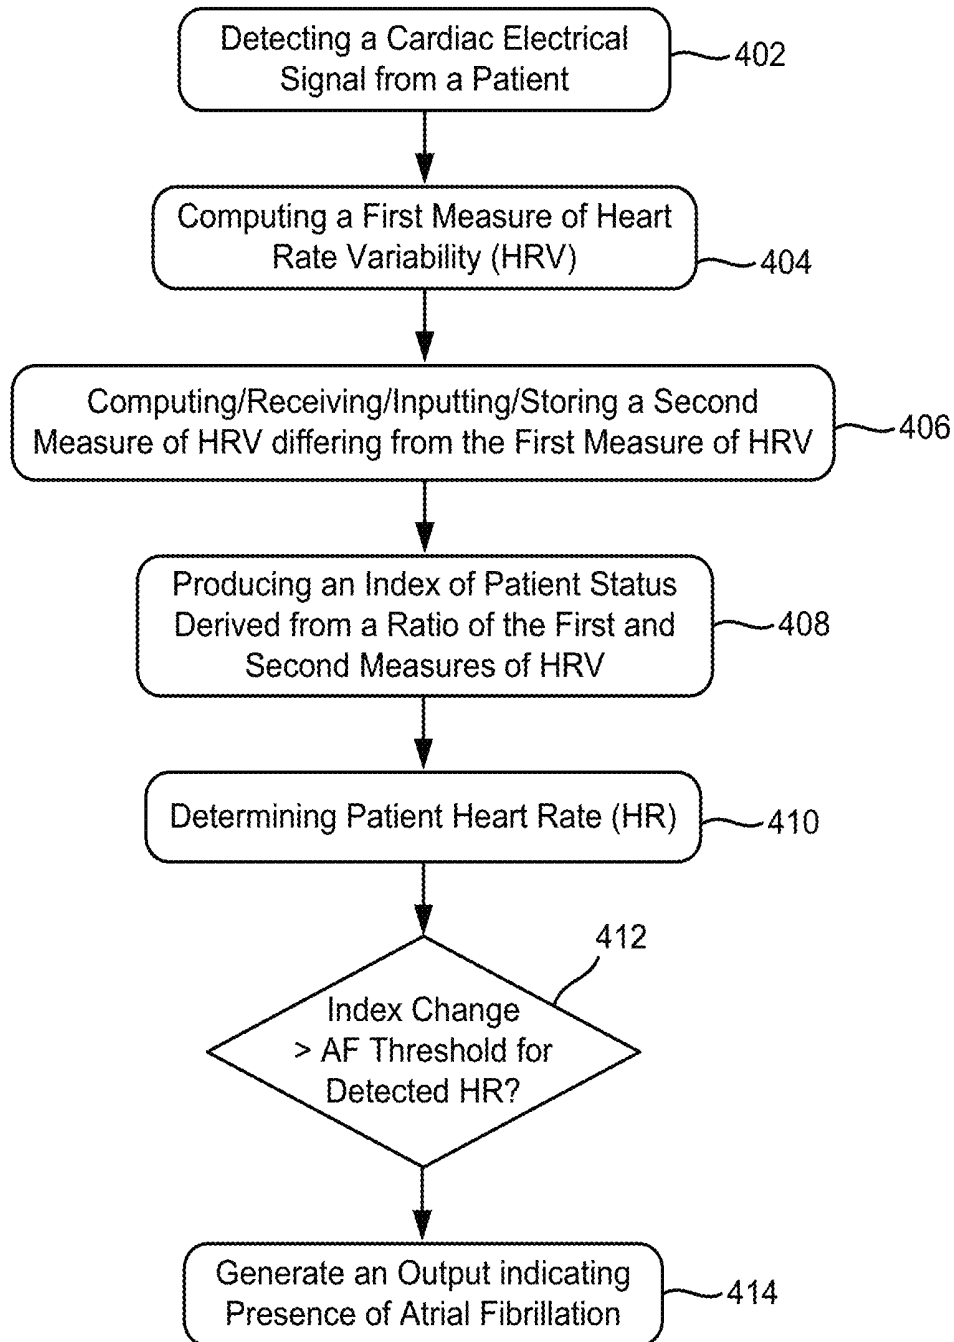 Detecting a Cardiac Electrical
Signal from a Patient
402
Computing a First Measure of Heart
Rate Variability (HRV)
404
Computing/Receiving/Inputting/Storing a Second
Measure of HRV differing from the First Measure of HRV
406
Producing an Index of Patient Status
Derived from a Ratio of the First and
Second Measures of HRV
408
Determining Patient Heart Rate (HR)
410
412
Index Change
> AF Threshold for
Detected HR?
Generate an Output indicating
Presence of Atrial Fibrillation
414